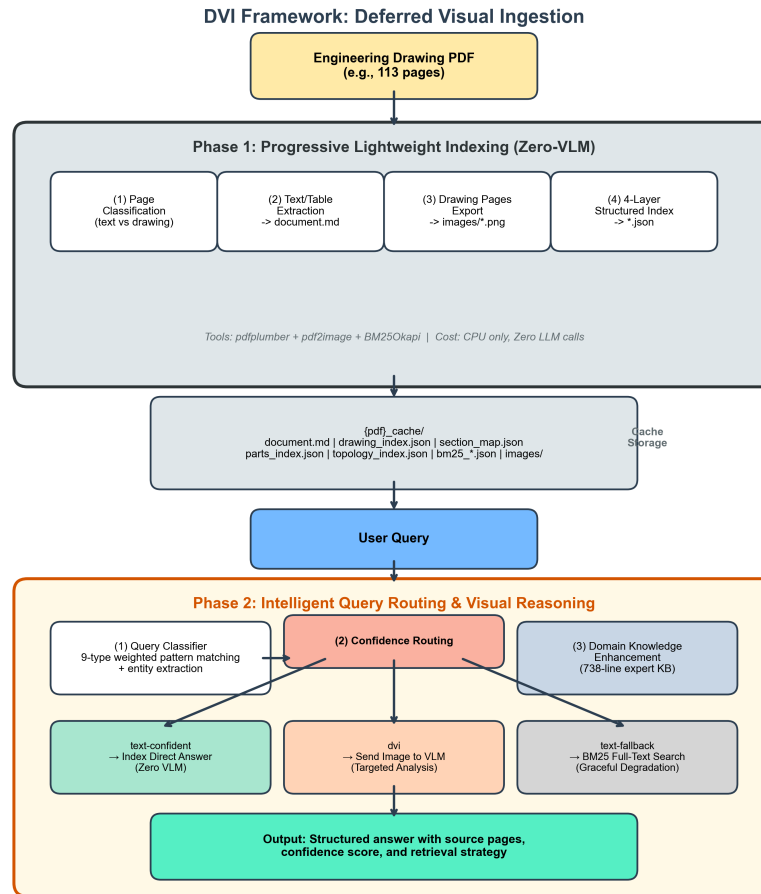 DVI Framework: Deferred Visual Ingestion
Engineering Drawing PDF
(e.g., 113 pages)
Phase 1: Progressive Lightweight Indexing (Zero-VLM)
(1) Page
Classification
(text vs drawing)
(2) Text/Table
Extraction
-> document.md
(3) Drawing Pages
Export
-> images/*.png
(4) 4-Layer
Structured Index
-> *.json
Tools: pdfplumber + pdf2image + BM25Okapi | Cost: CPU only, Zero LLM calls
{pdf}_cache/
document.md | drawing_index.json | section_map.json
parts_index.json | topology_index.json | bm25_*.json | images/
Cache
Storage
User Query
Phase 2: Intelligent Query Routing & Visual Reasoning
(1) Query Classifier
9-type weighted pattern matching
+ entity extraction
(2) Confidence Routing
(3) Domain Knowledge
Enhancement
(738-line expert KB)
text-confident
→ Index Direct Answer
(Zero VLM)
dvi
→ Send Image to VLM
(Targeted Analysis)
text-fallback
→ BM25 Full-Text Search
(Graceful Degradation)
Output: Structured answer with source pages,
confidence score, and retrieval strategy